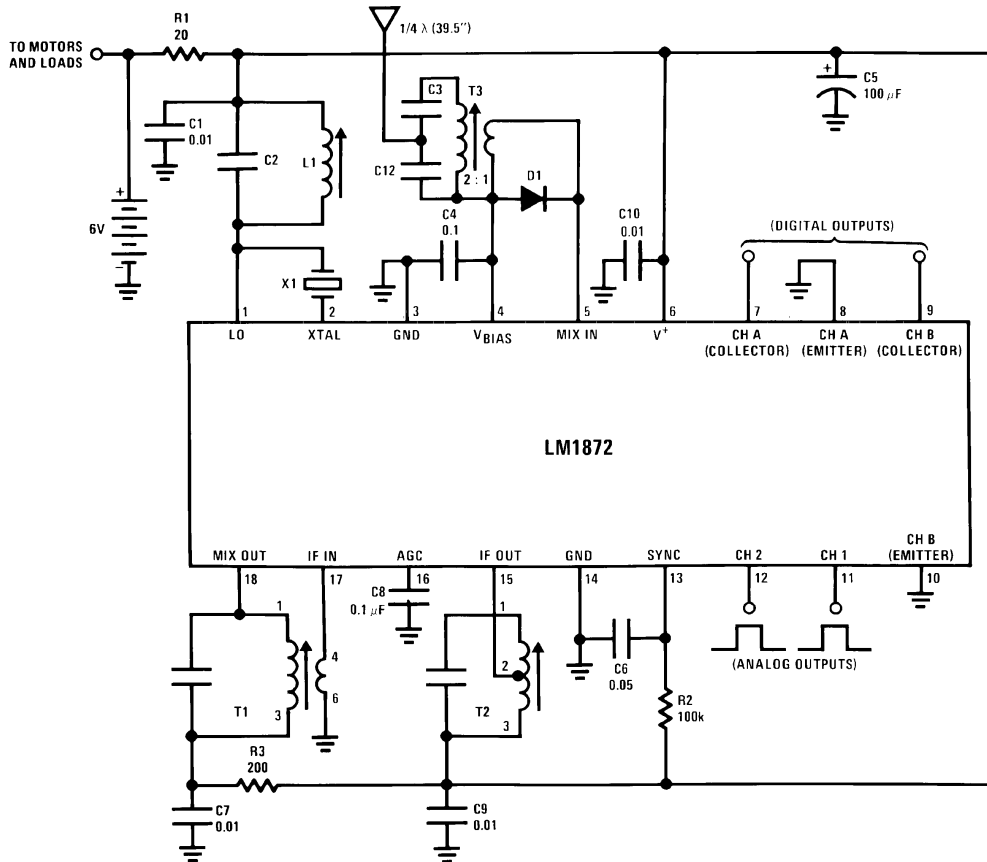 1/4 λ (39.5″)
R1
20
TO MOTORS
AND LOADS
C3
T3
C5
100 μF
+
C1
0.01
C2
L1
C12
2 : 1
D1
+
6V
−
C4
0.1
C10
0.01
(DIGITAL OUTPUTS)
X1
1
2
3
4
5
6
7
8
9
LO
XTAL
GND
VBIAS
MIX IN
V+
CH A
(COLLECTOR)
CH A
(EMITTER)
CH B
(COLLECTOR)
LM1872
MIX OUT
IF IN
AGC
IF OUT
GND
SYNC
CH 2
CH 1
CH B
(EMITTER)
18
17
16
15
14
13
12
11
10
C8
0.1 μF
1
4
6
3
T1
1
2
3
T2
C6
0.05
R2
100k
(ANALOG OUTPUTS)
R3
200
C7
0.01
C9
0.01